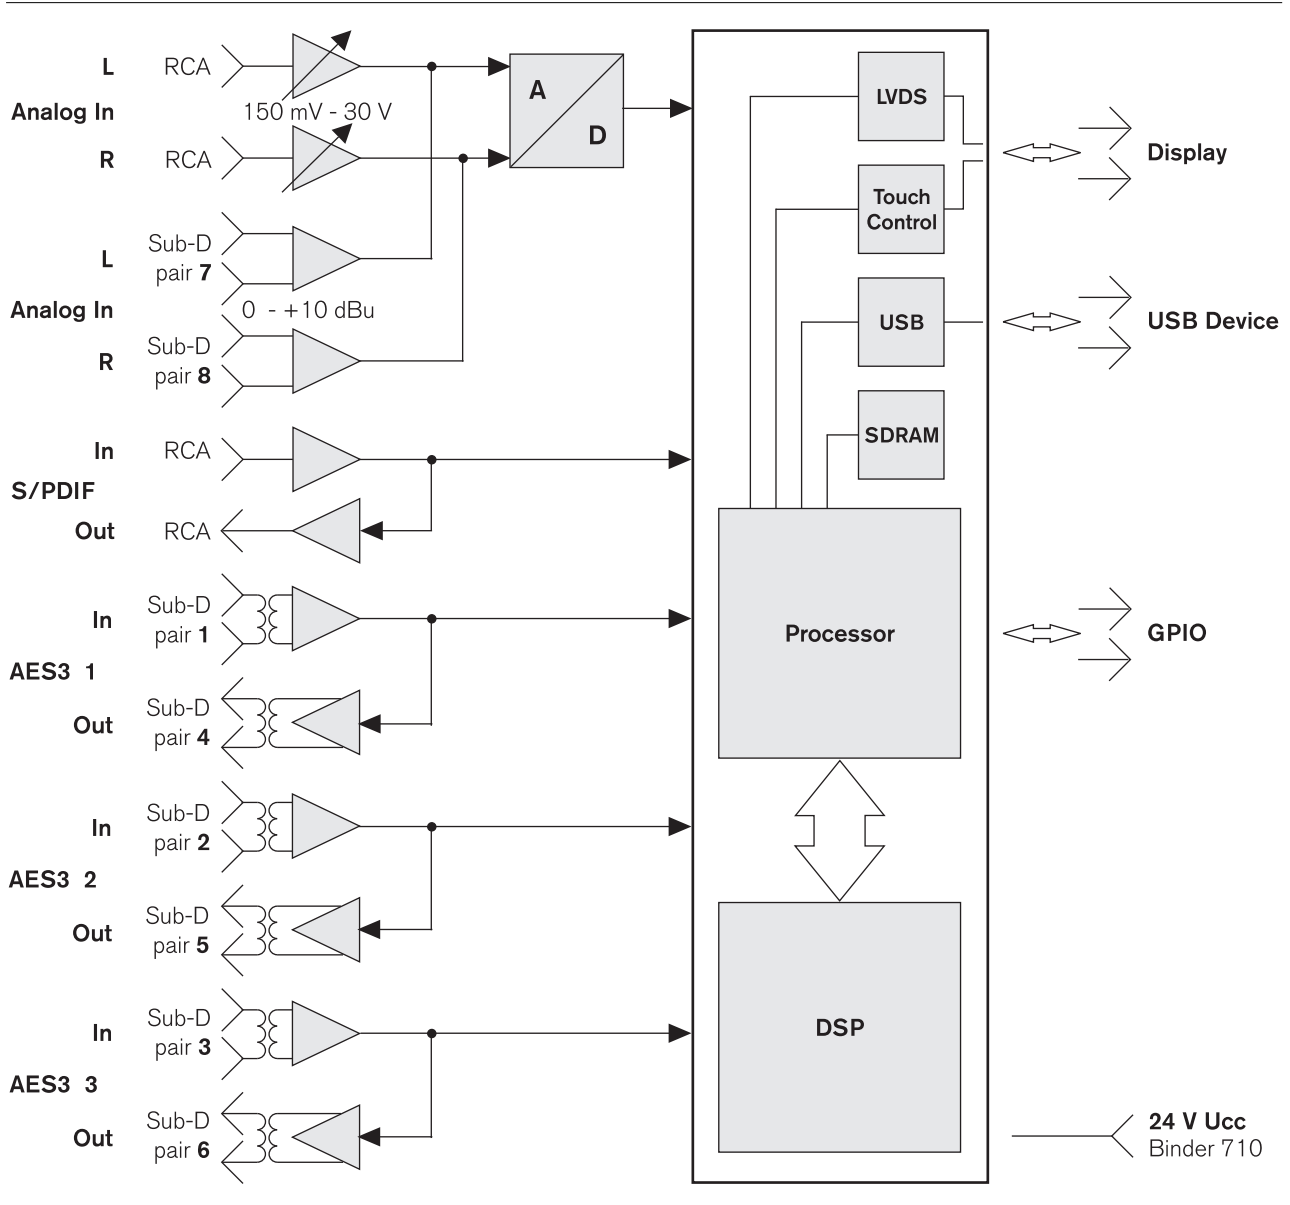 L RCA
Analog In 150 mV - 30 V
R RCA
A
D
L Sub-D
pair 7
Analog In 0 - +10 dBu
R Sub-D
pair 8
In RCA
S/PDIF
Out RCA
In Sub-D
pair 1
AES3 1
Out Sub-D
pair 4
In Sub-D
pair 2
AES3 2
Out Sub-D
pair 5
In Sub-D
pair 3
AES3 3
Out Sub-D
pair 6
LVDS
Touch
Control
USB
SDRAM
Processor
DSP
Display
USB Device
GPIO
24 V Ucc
Binder 710